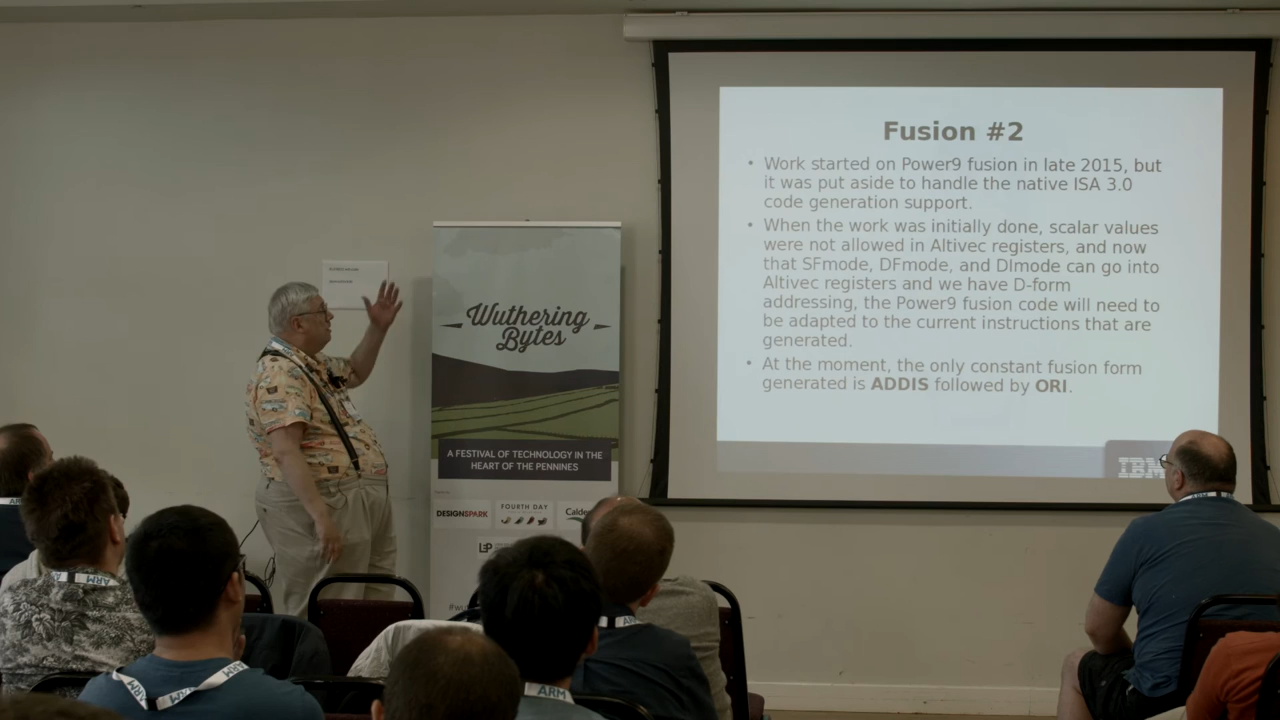 Fusion #2
• Work started on Power9 fusion in late 2015, but
it was put aside to handle the native ISA 3.0
code generation support.
• When the work was initially done, scalar values
were not allowed in Altivec registers, and now
that SFmode, DFmode, and DImode can go into
Altivec registers and we have D-form
addressing, the Power9 fusion code will need to
be adapted to the current instructions that are
generated.
• At the moment, the only constant fusion form
generated is ADDIS followed by ORI.
IBM
Wuthering
Bytes
A FESTIVAL OF TECHNOLOGY IN THE
HEART OF THE PENNINES
DESIGNSPARK
FOURTH DAY
ARM
ARM
ARM
ARM